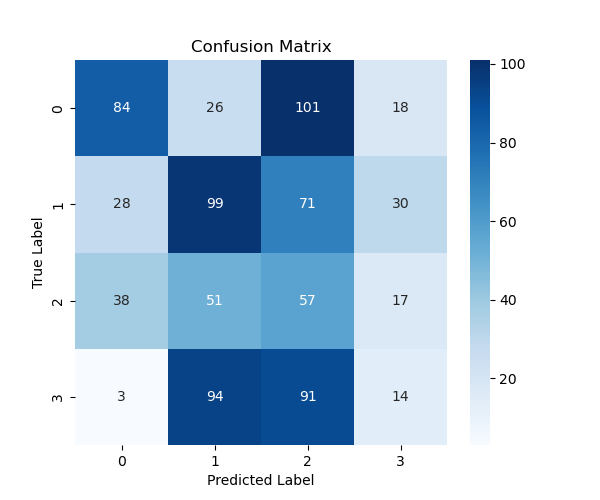 Confusion Matrix
0 84 26 101 18
1 28 99 71 30
2 38 51 57 17
3 3 94 91 14
0 1 2 3
Predicted Label
True Label
100
80
60
40
20